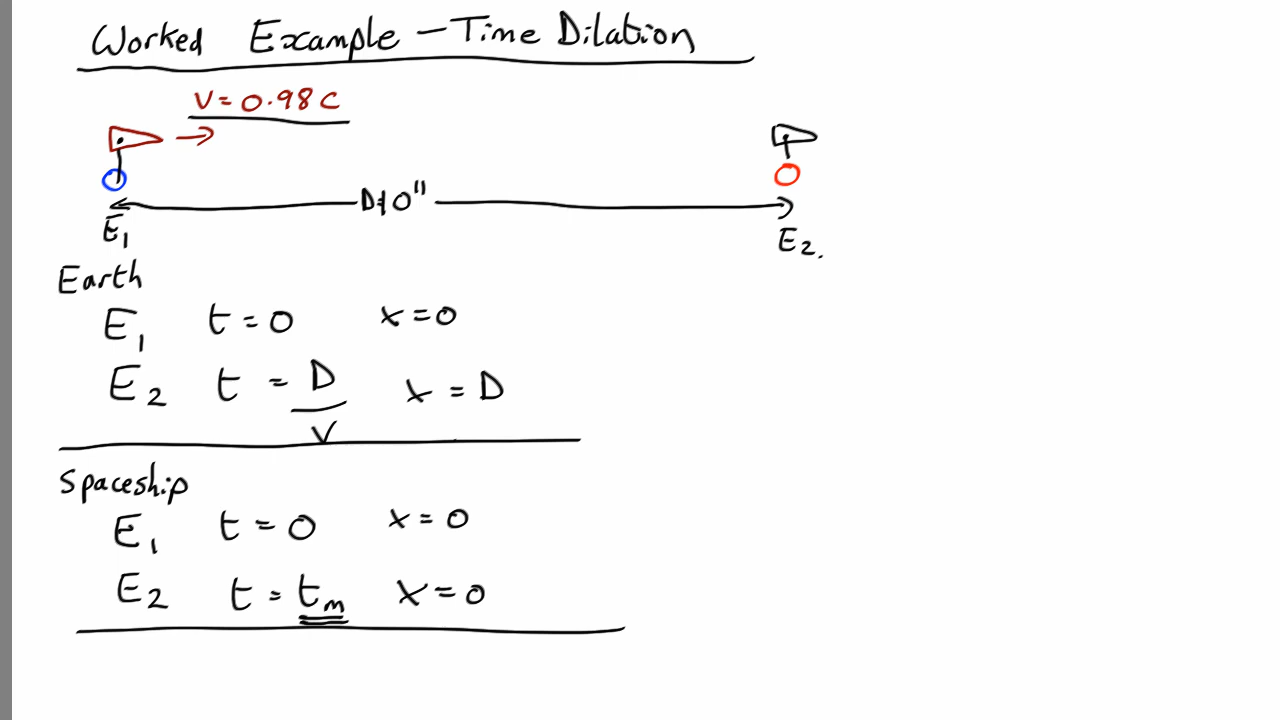 Worked Example - Time Dilation
V = 0.98 C
E1
E2.
Earth
E1 t = 0 x = 0
E2 t = D/V x = D
Spaceship
E1 t = 0 x = 0
E2 t = tm x = 0